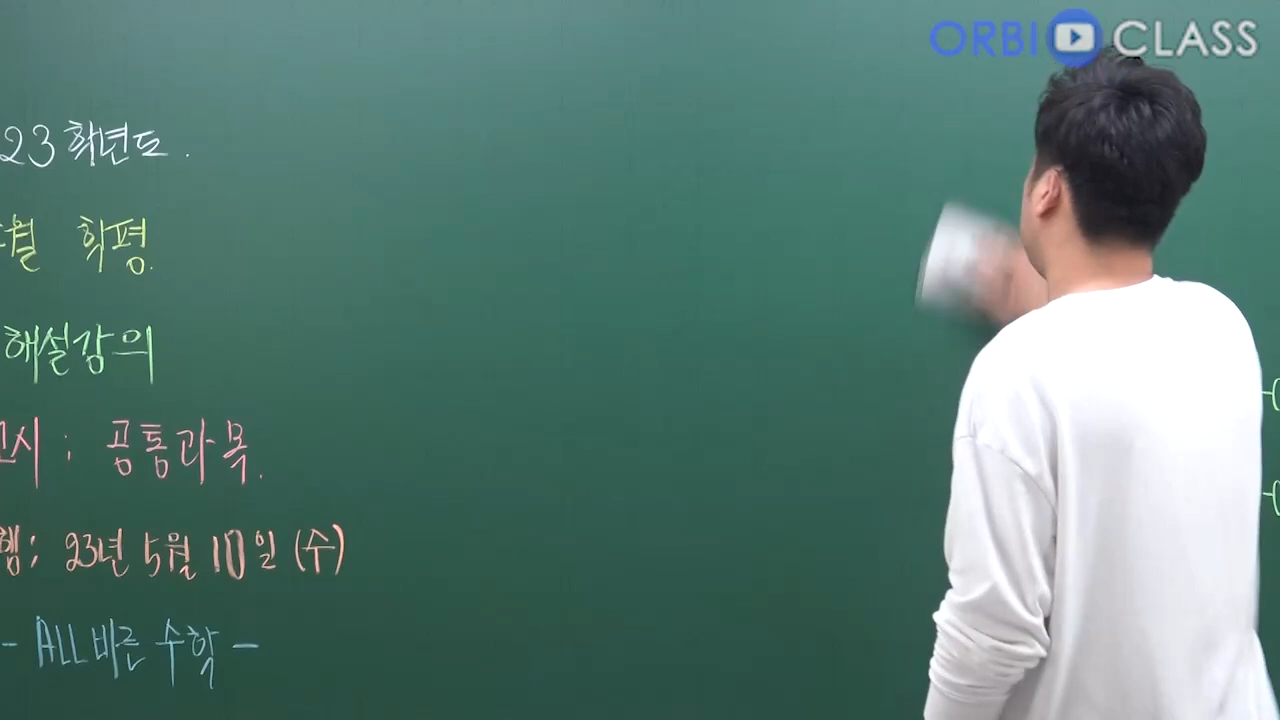 ORBI CLASS
23 학년도.
월 학평.
해설강의
시 : 공통과목.
: 23년 5월 10일 (수)
- ALL바른 수학 -